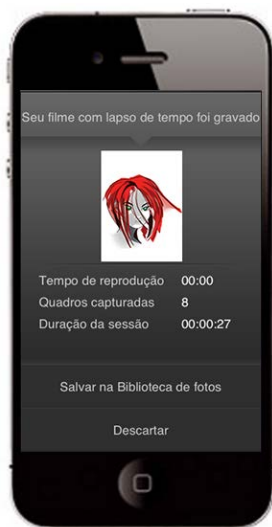 Seu filme com lapso de tempo foi gravado
Tempo de reprodução 00:00
Quadros capturadas 8
Duração da sessão 00:00:27
Salvar na Biblioteca de fotos
Descartar